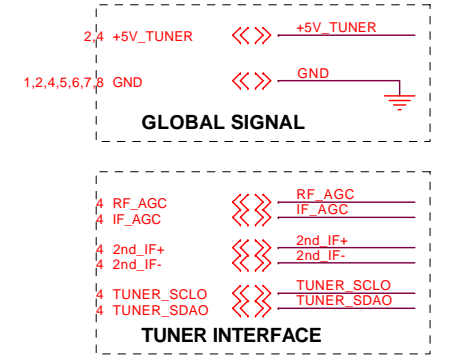 2,4 +5V_TUNER +5V_TUNER
1,2,4,5,6,7,8 GND GND
GLOBAL SIGNAL
4 RF_AGC RF_AGC
4 IF_AGC IF_AGC
4 2nd_IF+ 2nd_IF+
4 2nd_IF- 2nd_IF-
4 TUNER_SCLO TUNER_SCLO
4 TUNER_SDAO TUNER_SDAO
TUNER INTERFACE